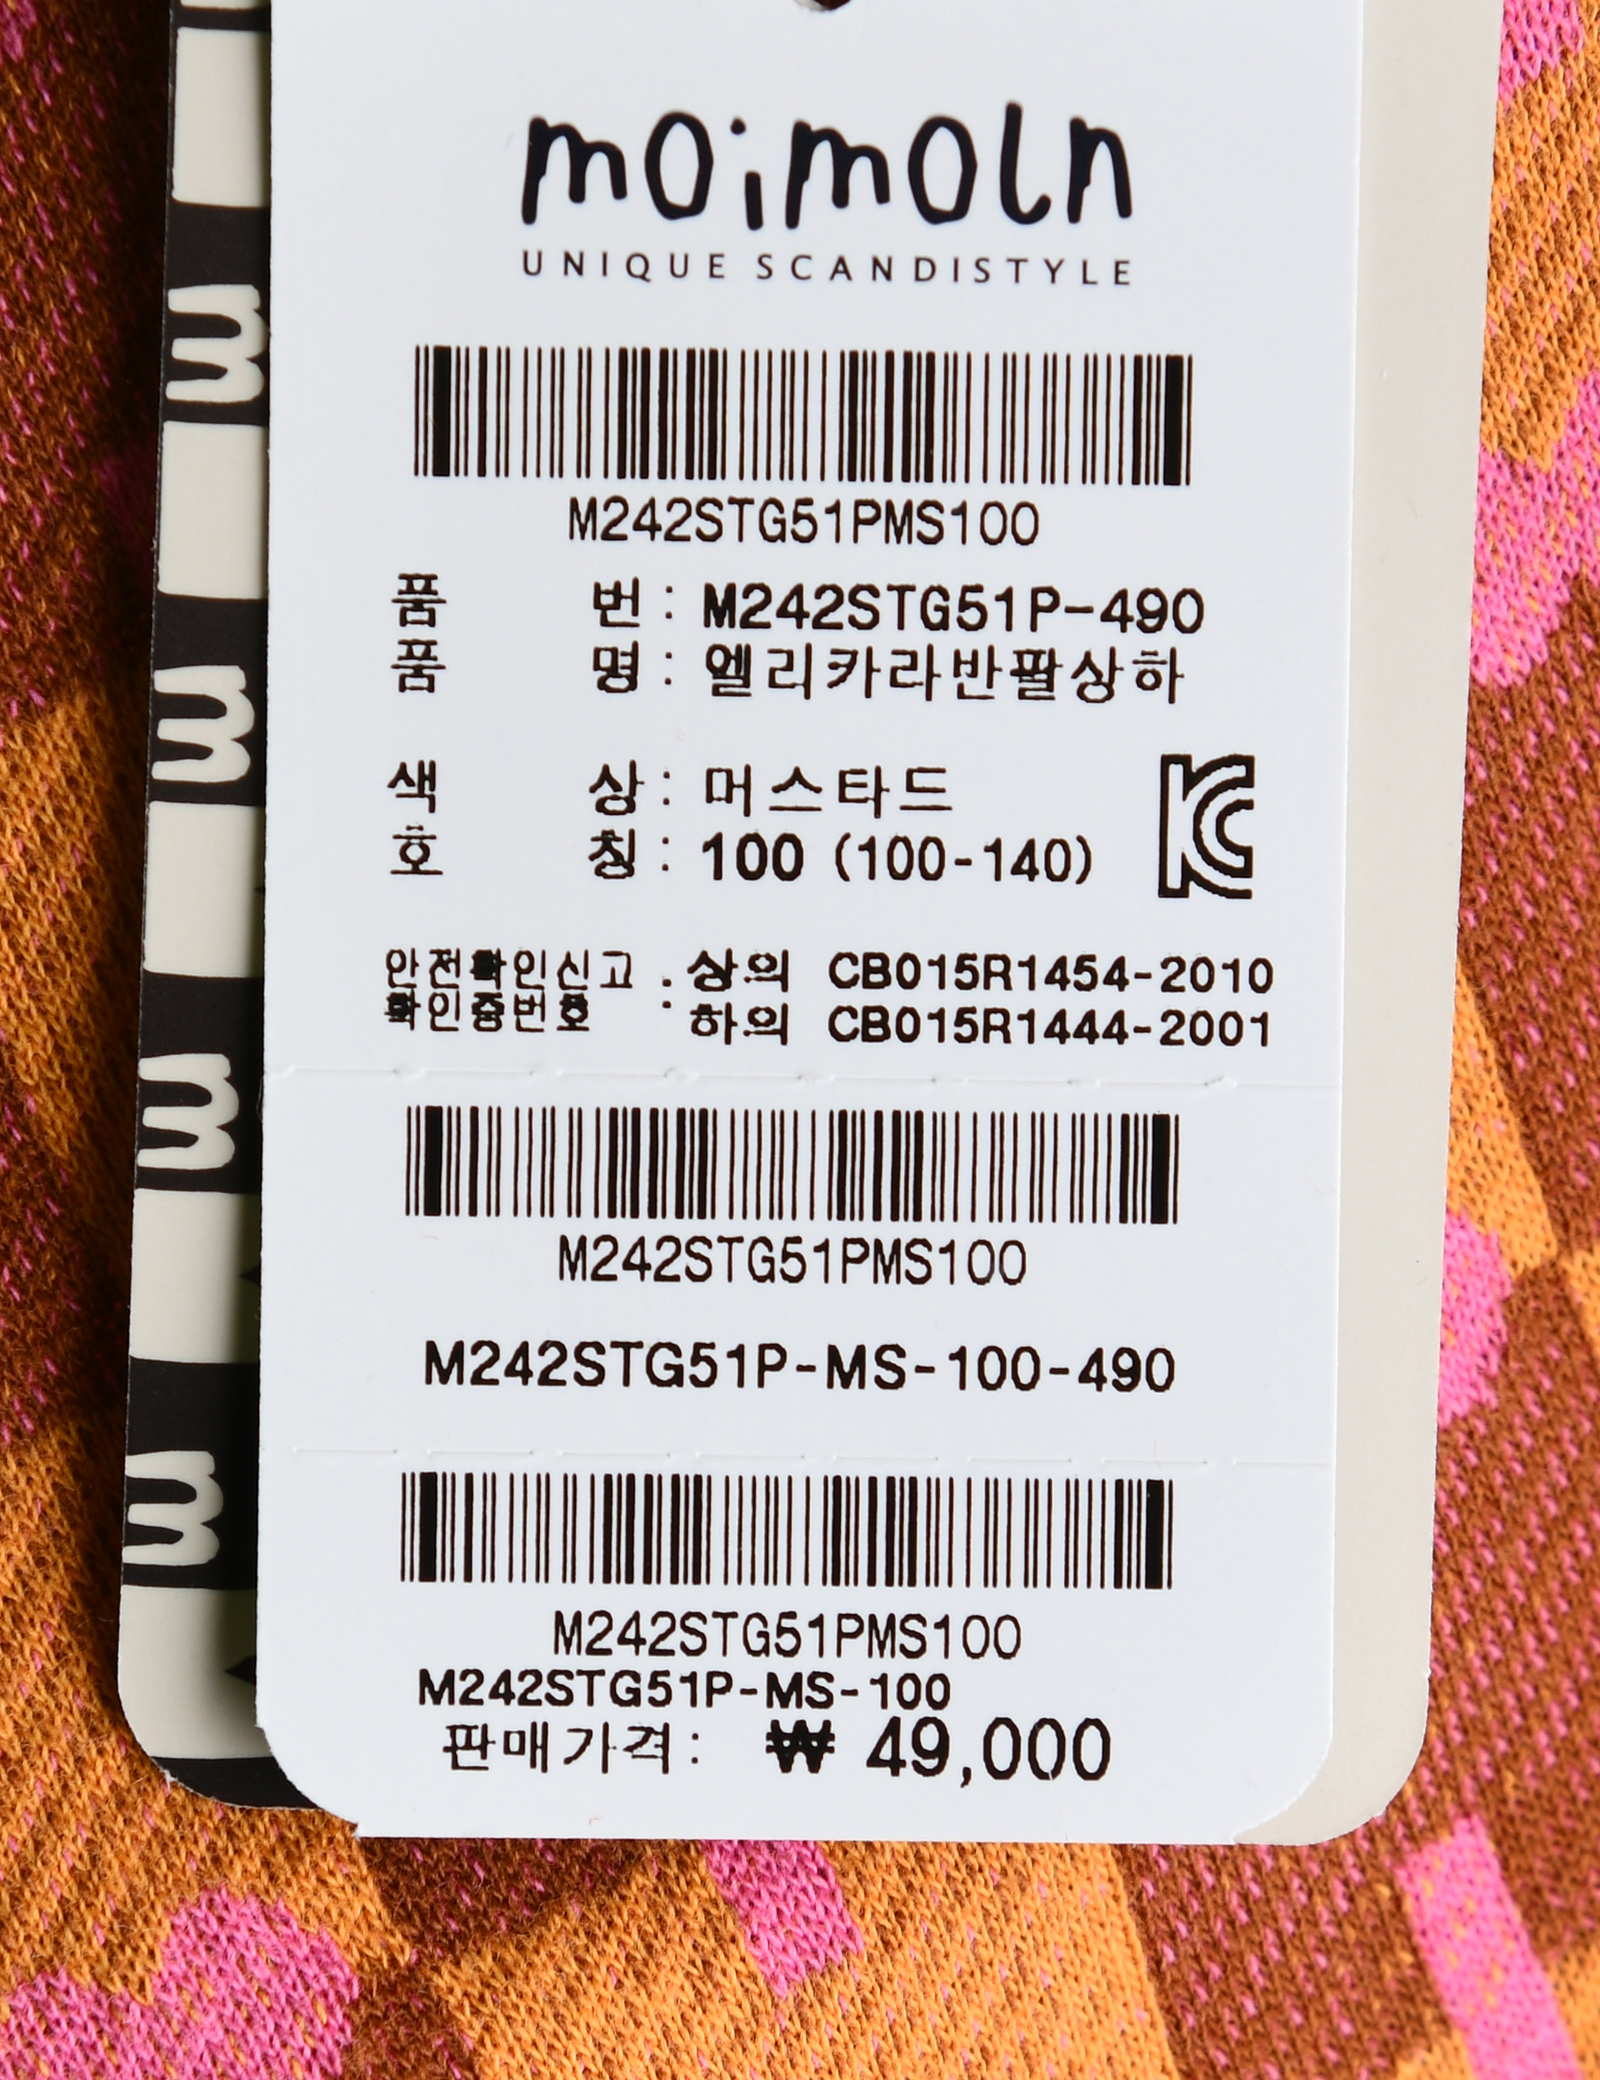 moimoln
UNIQUE SCANDISTYLE
M242STG51PMS100
품 번 : M242STG51P-490
품 명 : 엘리카라반팔상하
색 상 : 머스타드
호 칭 : 100 (100-140)
KC
안전확인신고 확인증번호 : 상의 CB015R1454-2010
하의 CB015R1444-2001
M242STG51PMS100
M242STG51P-MS-100-490
M242STG51PMS100
M242STG51P-MS-100
판매가격: ₩ 49,000
m
m
m
m